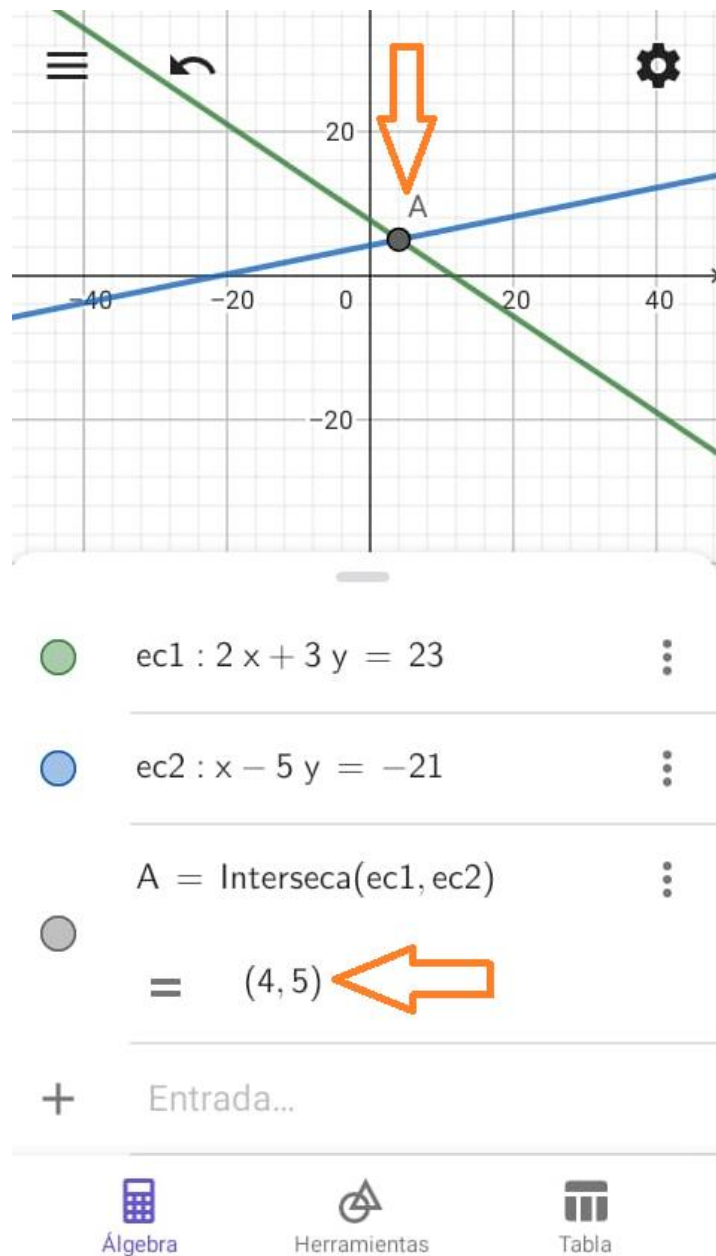 20
A
−40
−20
0
20
40
−20
ec1 : 2 x + 3 y = 23
ec2 : x − 5 y = −21
A = Interseca(ec1, ec2)
= (4, 5)
+ Entrada...
Álgebra
Herramientas
Tabla